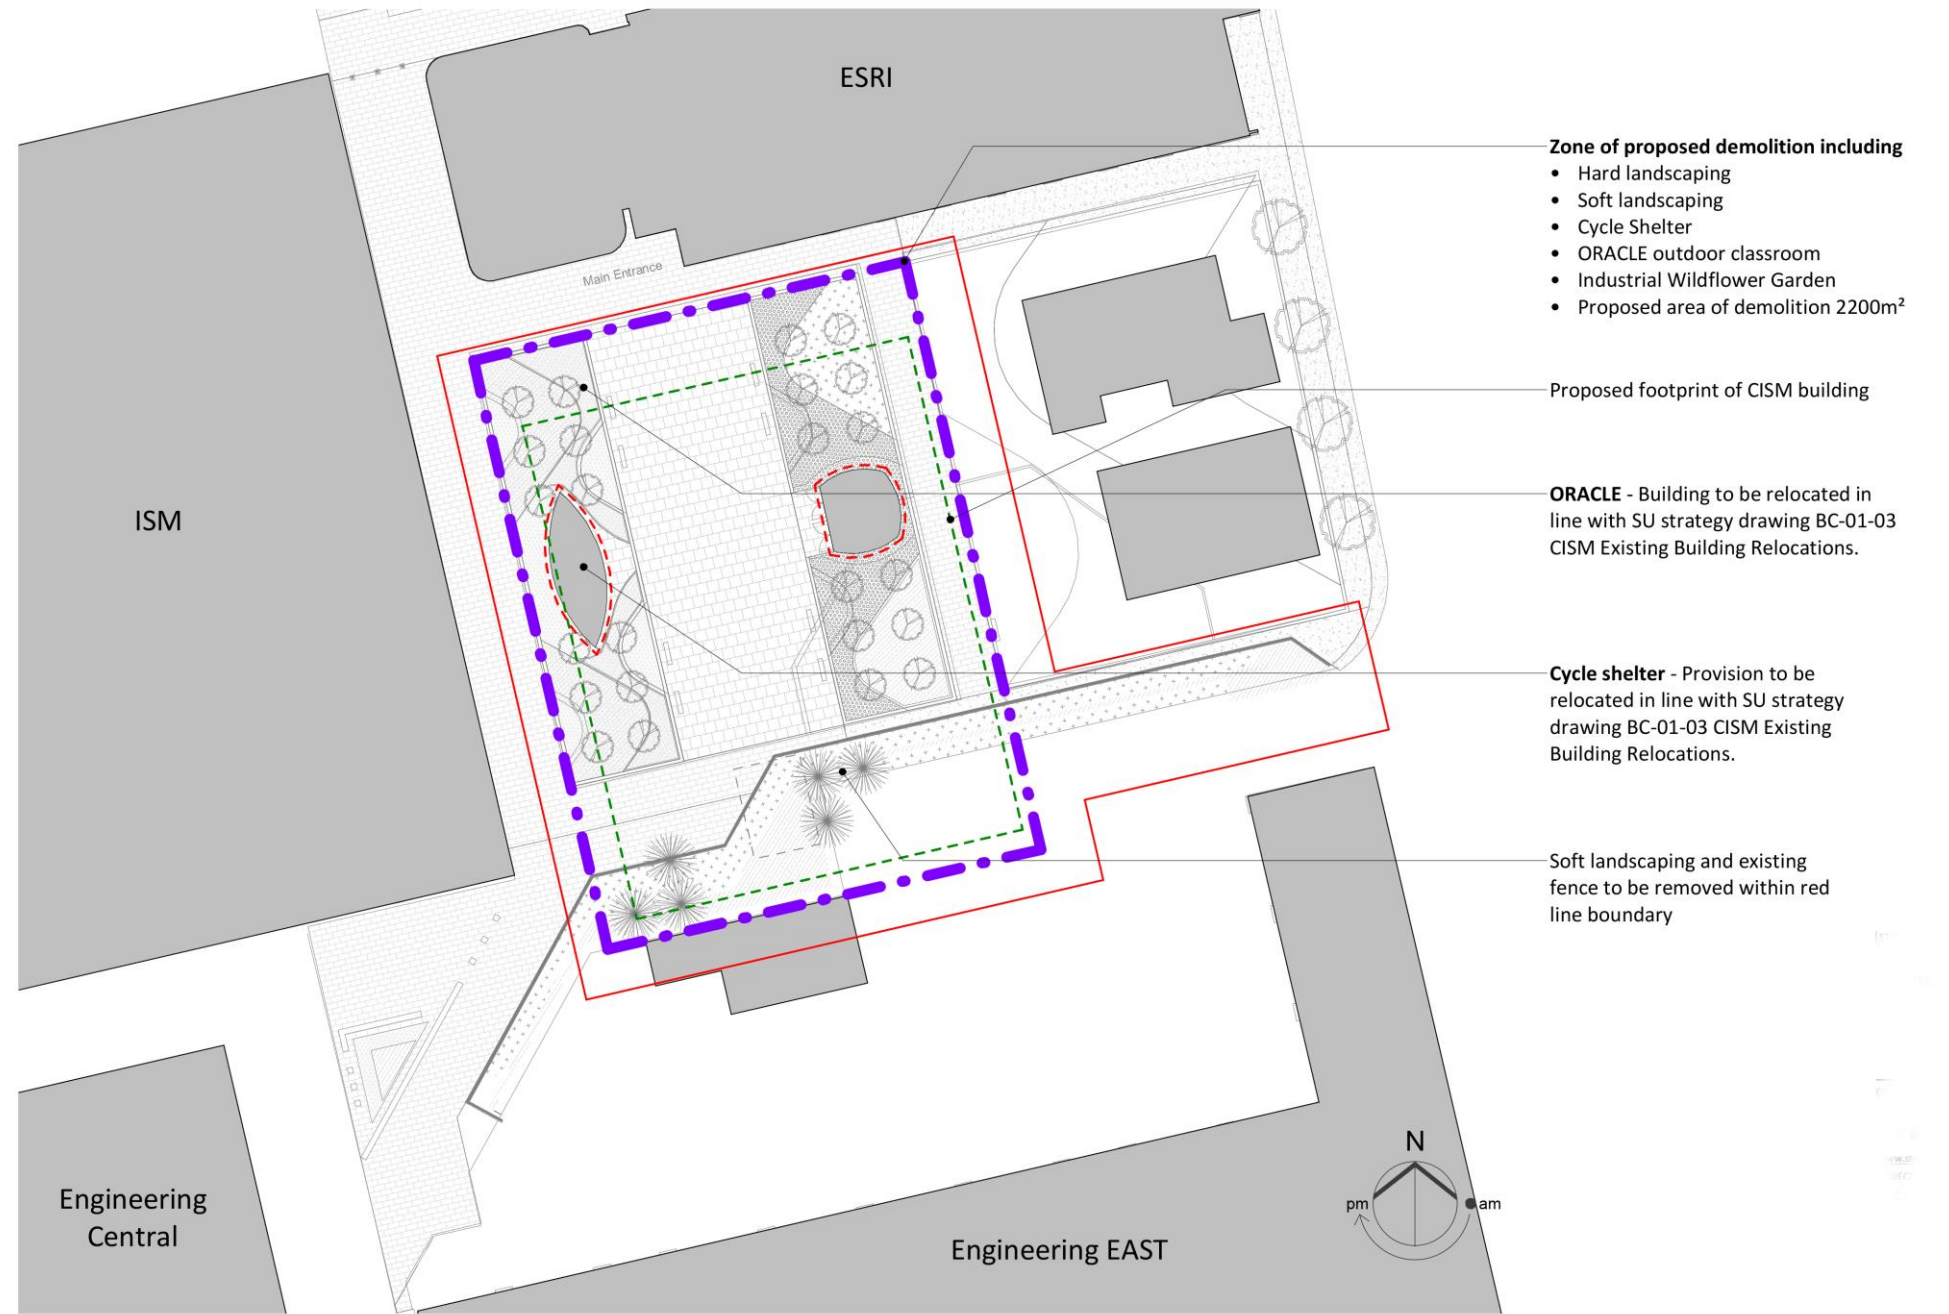 ESRI
Main Entrance
ISM
Engineering
Central
Engineering EAST
N
pm
am
Zone of proposed demolition including
• Hard landscaping
• Soft landscaping
• Cycle Shelter
• ORACLE outdoor classroom
• Industrial Wildflower Garden
• Proposed area of demolition 2200m²
Proposed footprint of CISM building
ORACLE - Building to be relocated in
line with SU strategy drawing BC-01-03
CISM Existing Building Relocations.
Cycle shelter - Provision to be
relocated in line with SU strategy
drawing BC-01-03 CISM Existing
Building Relocations.
Soft landscaping and existing
fence to be removed within red
line boundary